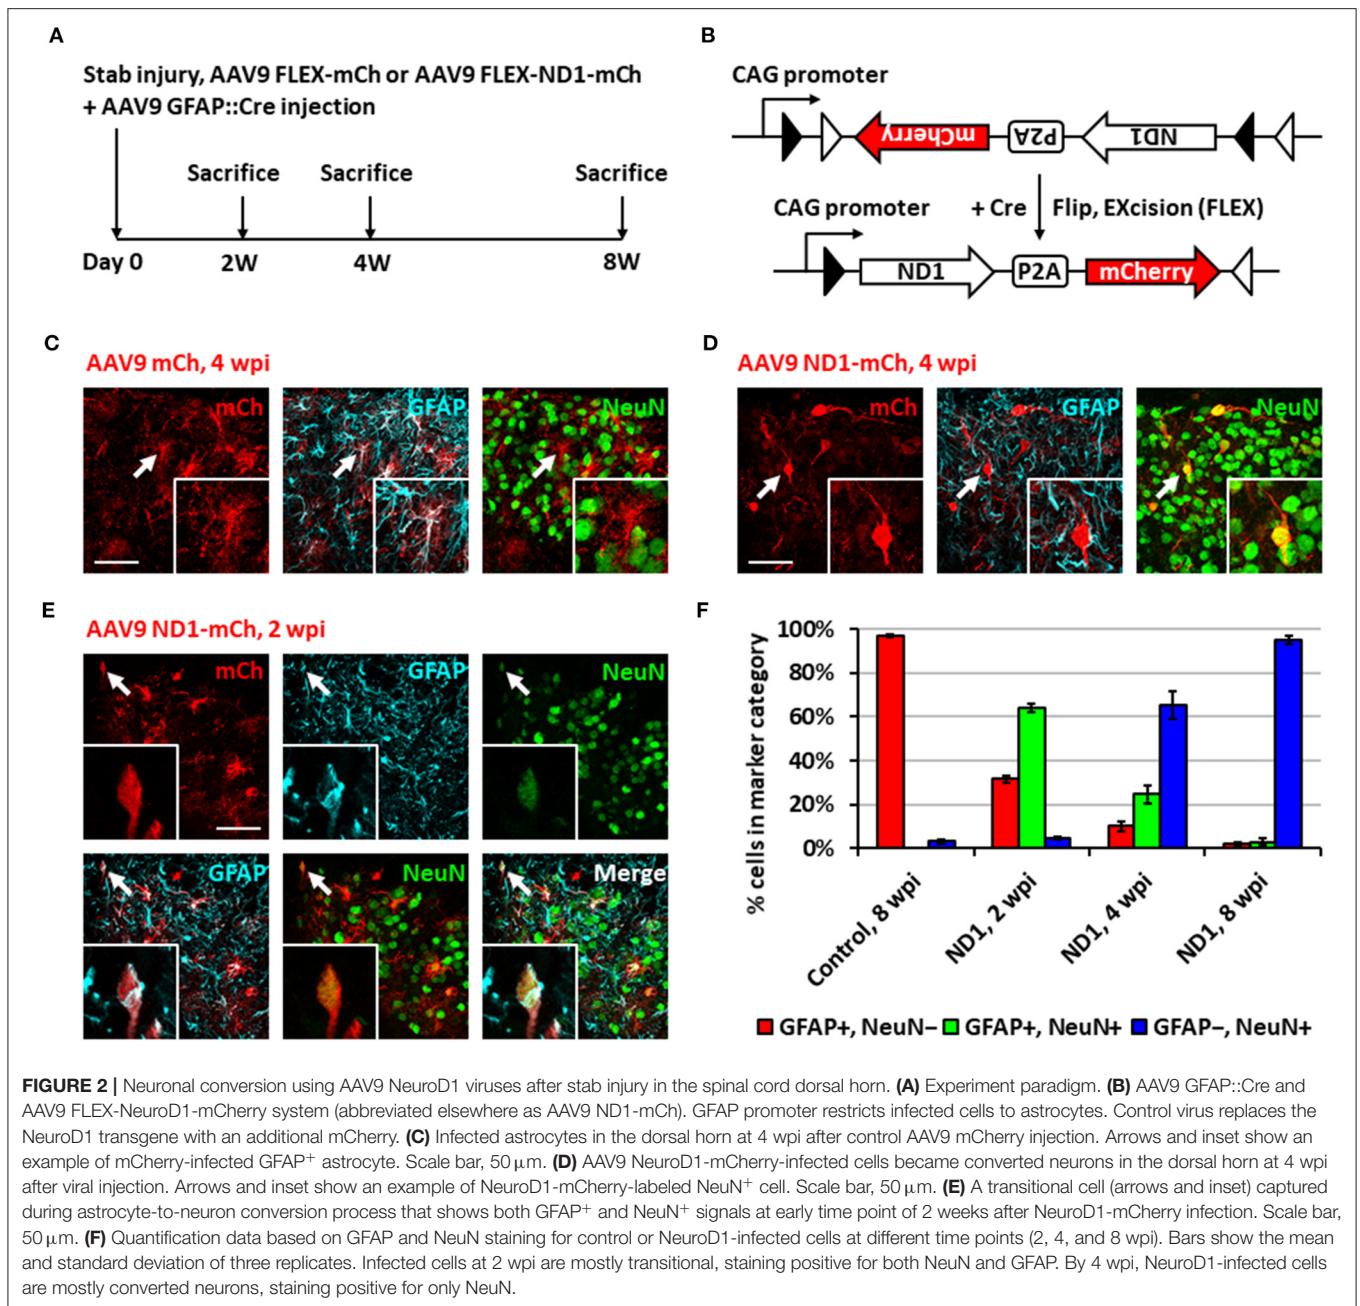 A
Stab injury, AAV9 FLEX-mCh or AAV9 FLEX-ND1-mCh
+ AAV9 GFAP::Cre injection
Sacrifice Sacrifice Sacrifice
Day 0 2W 4W 8W
B
CAG promoter
mCherry P2A ND1
+ Cre Flip, EXcision (FLEX)
CAG promoter
ND1 P2A mCherry
C
AAV9 mCh, 4 wpi
mCh GFAP NeuN
D
AAV9 ND1-mCh, 4 wpi
mCh GFAP NeuN
E
AAV9 ND1-mCh, 2 wpi
mCh GFAP NeuN
GFAP NeuN Merge
F
% cells in marker category
100%
80%
60%
40%
20%
0%
Control, 8 wpi
ND1, 2 wpi
ND1, 4 wpi
ND1, 8 wpi
GFAP+, NeuN− GFAP+, NeuN+ GFAP−, NeuN+
FIGURE 2 | Neuronal conversion using AAV9 NeuroD1 viruses after stab injury in the spinal cord dorsal horn. (A) Experiment paradigm. (B) AAV9 GFAP::Cre and
AAV9 FLEX-NeuroD1-mCherry system (abbreviated elsewhere as AAV9 ND1-mCh). GFAP promoter restricts infected cells to astrocytes. Control virus replaces the
NeuroD1 transgene with an additional mCherry. (C) Infected astrocytes in the dorsal horn at 4 wpi after control AAV9 mCherry injection. Arrows and inset show an
example of mCherry-infected GFAP⁺ astrocyte. Scale bar, 50 μm. (D) AAV9 NeuroD1-mCherry-infected cells became converted neurons in the dorsal horn at 4 wpi
after viral injection. Arrows and inset show an example of NeuroD1-mCherry-labeled NeuN⁺ cell. Scale bar, 50 μm. (E) A transitional cell (arrows and inset) captured
during astrocyte-to-neuron conversion process that shows both GFAP⁺ and NeuN⁺ signals at early time point of 2 weeks after NeuroD1-mCherry infection. Scale bar,
50 μm. (F) Quantification data based on GFAP and NeuN staining for control or NeuroD1-infected cells at different time points (2, 4, and 8 wpi). Bars show the mean
and standard deviation of three replicates. Infected cells at 2 wpi are mostly transitional, staining positive for both NeuN and GFAP. By 4 wpi, NeuroD1-infected cells
are mostly converted neurons, staining positive for only NeuN.